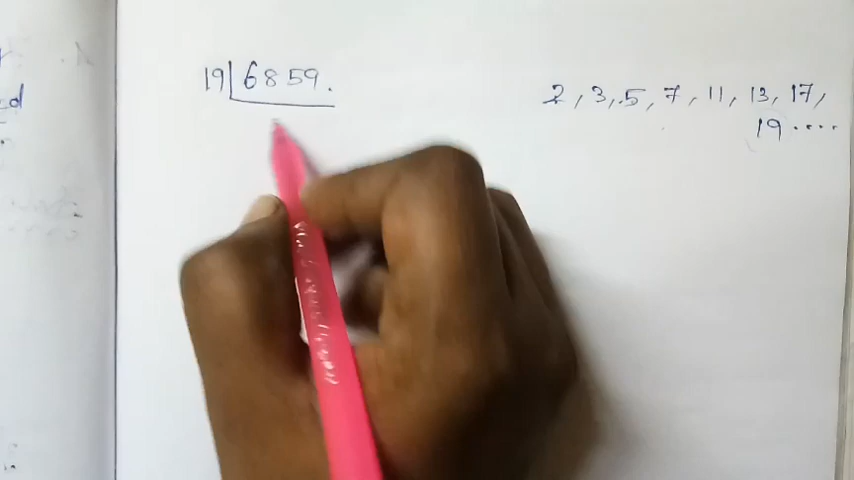 19 6859.
2, 3, 5, 7, 11, 13, 17,
19....